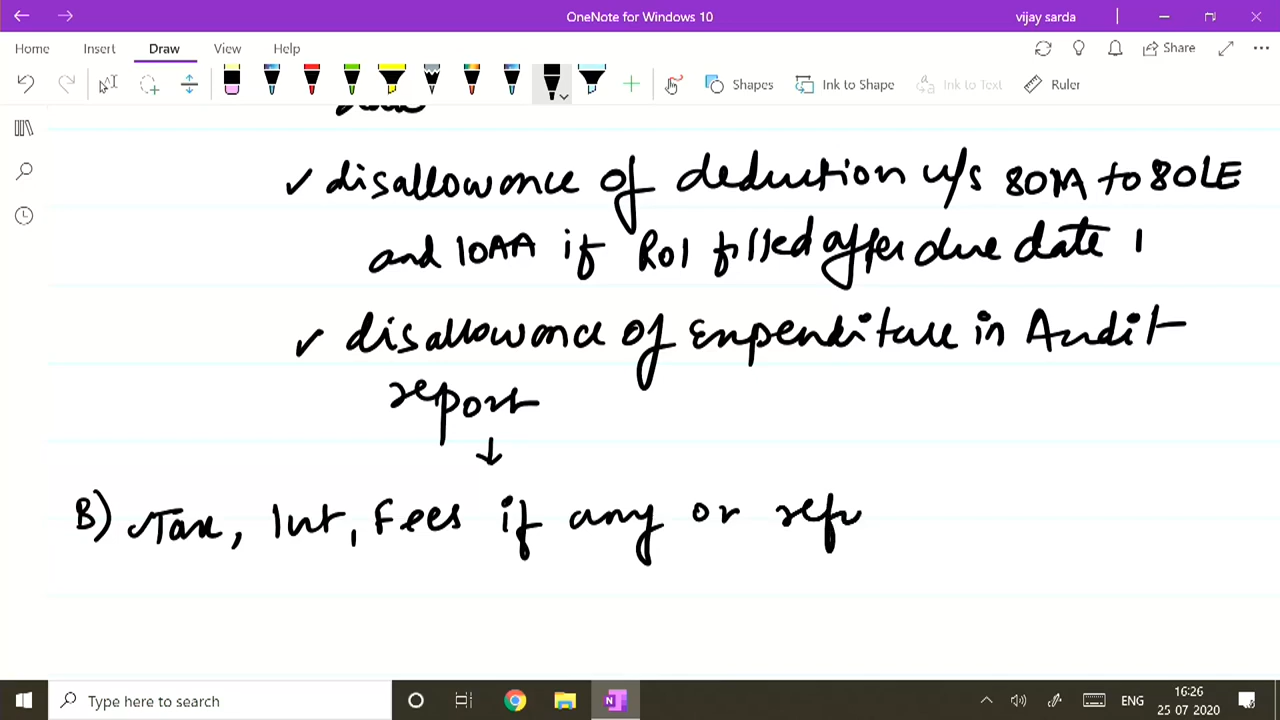 OneNote for Windows 10
vijay sarda
Home Insert Draw View Help
Share
Shapes Ink to Shape Ink to Text Ruler
disallowance of deduction u/s 80IA to 80LE
and 10AA if ROI filled after due date
disallowance of Expenditure in Audit
report
B) Tax, Int, Fees if any or refu
Type here to search
ENG
16:26
25 07 2020